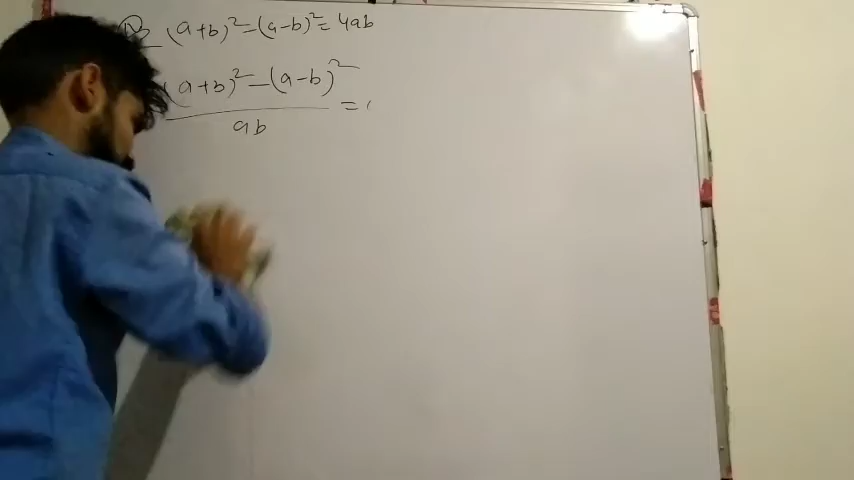 (a+b)²-(a-b)²= 4ab
(a+b)²-(a-b)²
ab
=